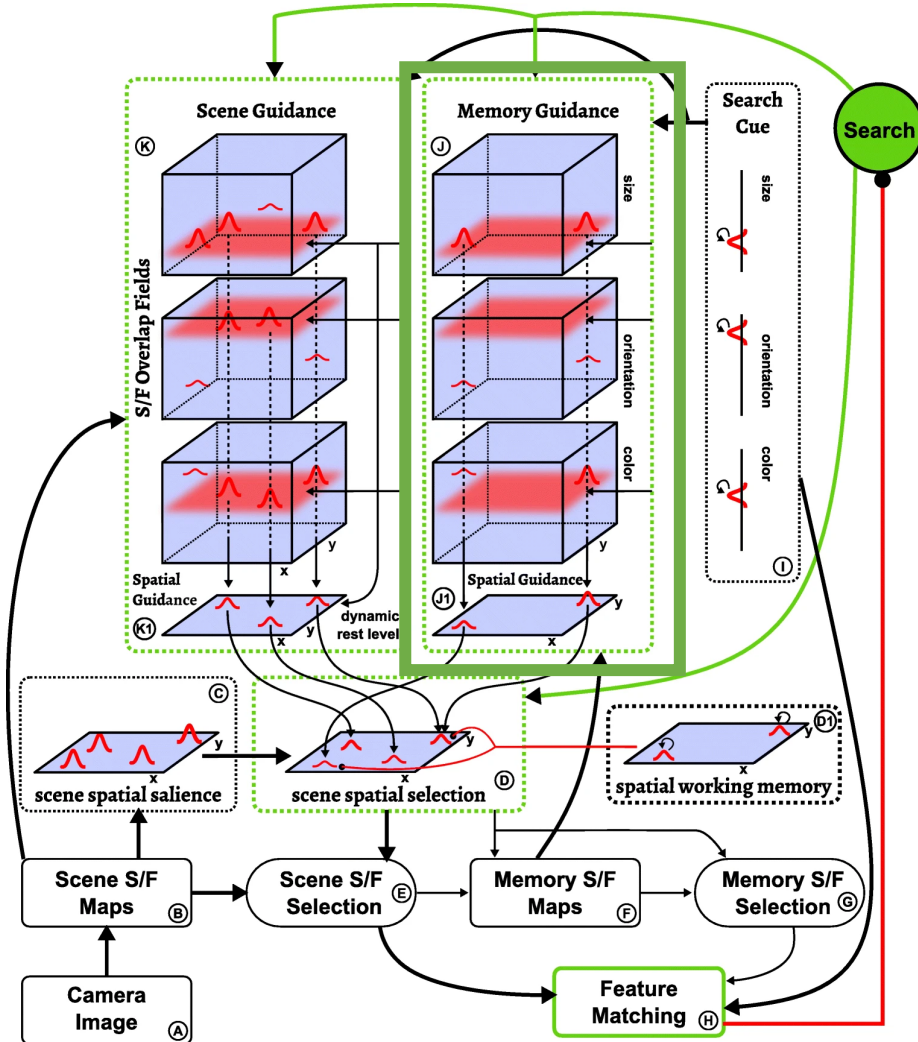 Scene Guidance
K
S/F Overlap Fields
x
y
Spatial
Guidance
K1
dynamic
rest level
x
y
Memory Guidance
J
size
orientation
color
y
x
Spatial Guidance
J1
y
x
Search
Cue
size
orientation
color
I
Search
C
y
x
scene spatial salience
y
x
D
scene spatial selection
D1
y
x
spatial working memory
Scene S/F
Maps
B
Scene S/F
Selection
E
Memory S/F
Maps
F
Memory S/F
Selection
G
Camera
Image
A
Feature
Matching
H